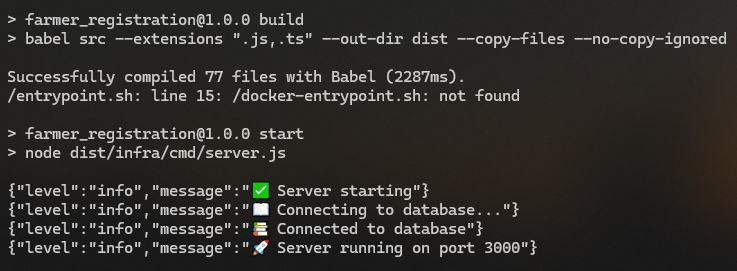 > farmer_registration@1.0.0 build
> babel src --extensions ".js,.ts" --out-dir dist --copy-files --no-copy-ignored
Successfully compiled 77 files with Babel (2287ms).
/entrypoint.sh: line 15: /docker-entrypoint.sh: not found
> farmer_registration@1.0.0 start
> node dist/infra/cmd/server.js
{"level":"info","message":"✅ Server starting"}
{"level":"info","message":"📖 Connecting to database..."}
{"level":"info","message":"📚 Connected to database"}
{"level":"info","message":"🚀 Server running on port 3000"}